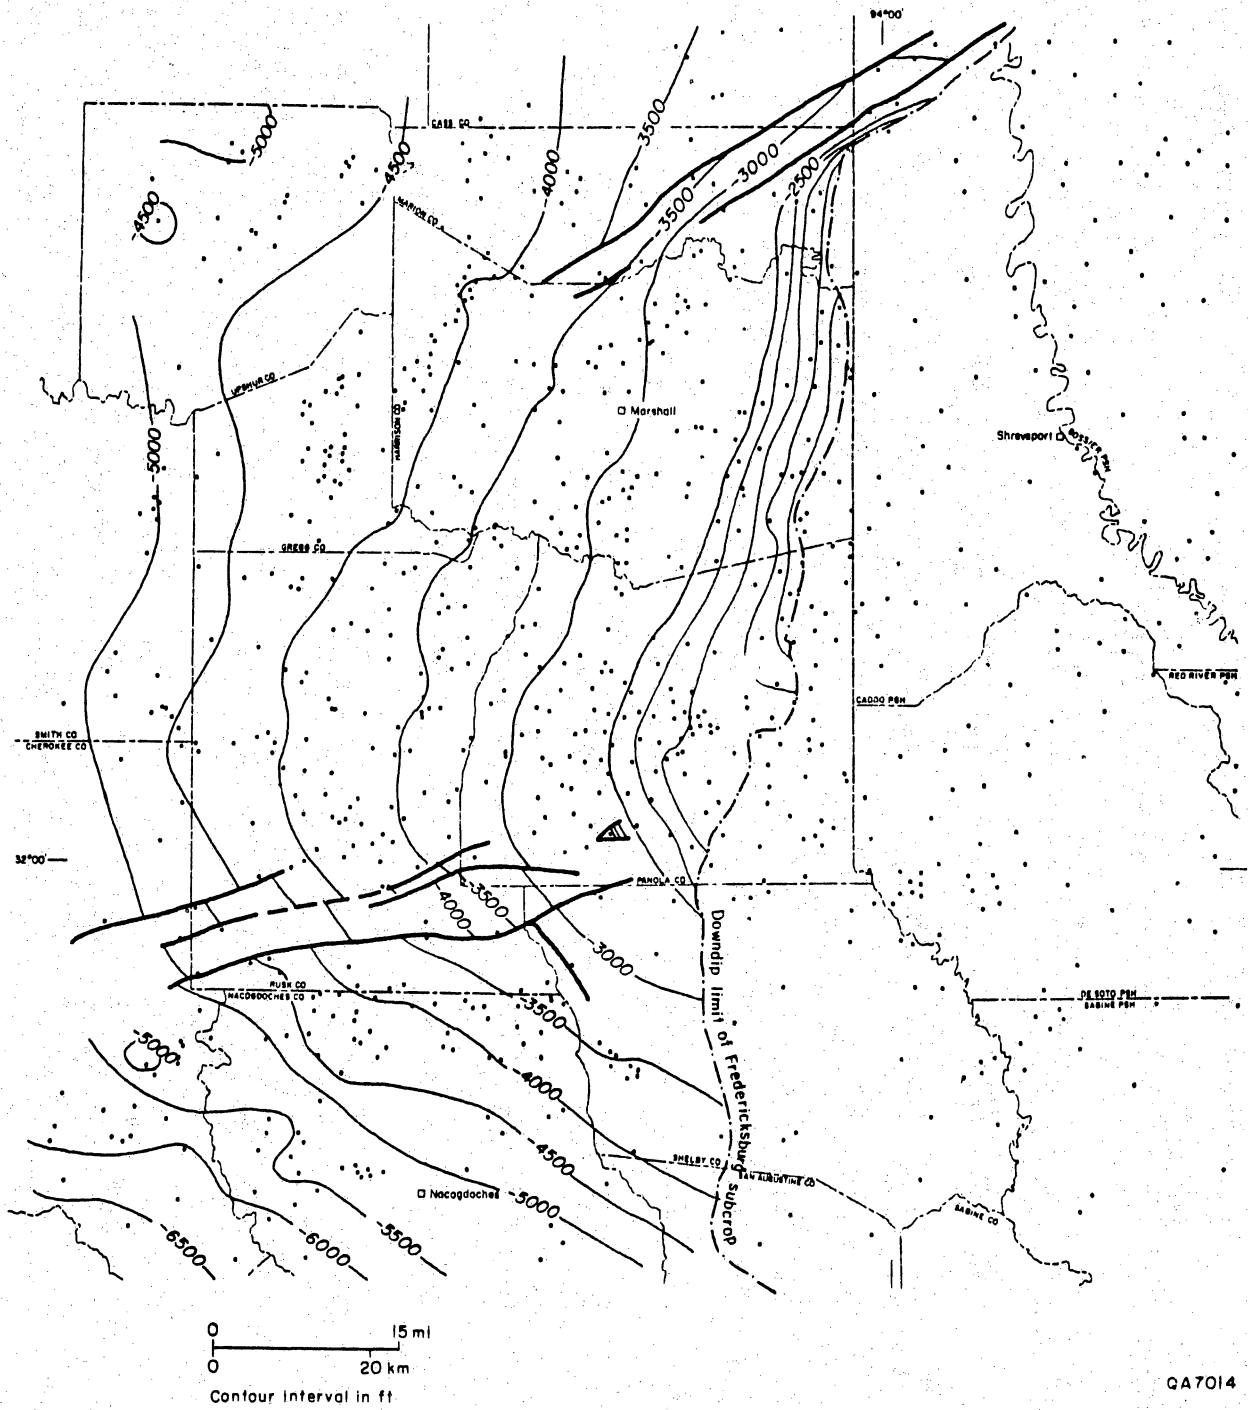 94°00'
-5000
-4500
CASS CO
-4000
-3500
-3000
-3500
-2500
-4500
MARION CO
UPSHUR CO
HARRISON CO
Marshall
Shreveport
BOSSIER PSH
-5000
GREGG CO
RED RIVER PSH
CADDO PSH
SMITH CO
CHEROKEE CO
32°00'
PANOLA CO
-3500
4000
-3000
Downdip limit of Fredericksburg subcrop
RUSK CO
NACOGDOCHES CO
DE SOTO PSH
SABINE PSH
-3500
-5000
-4000
-4500
SHELBY CO
SAN AUGUSTINE CO
Nacogdoches
-5000
SABINE CO
-5500
-6000
-6500
0 15 mi
0 20 km
Contour interval in ft
QA7014